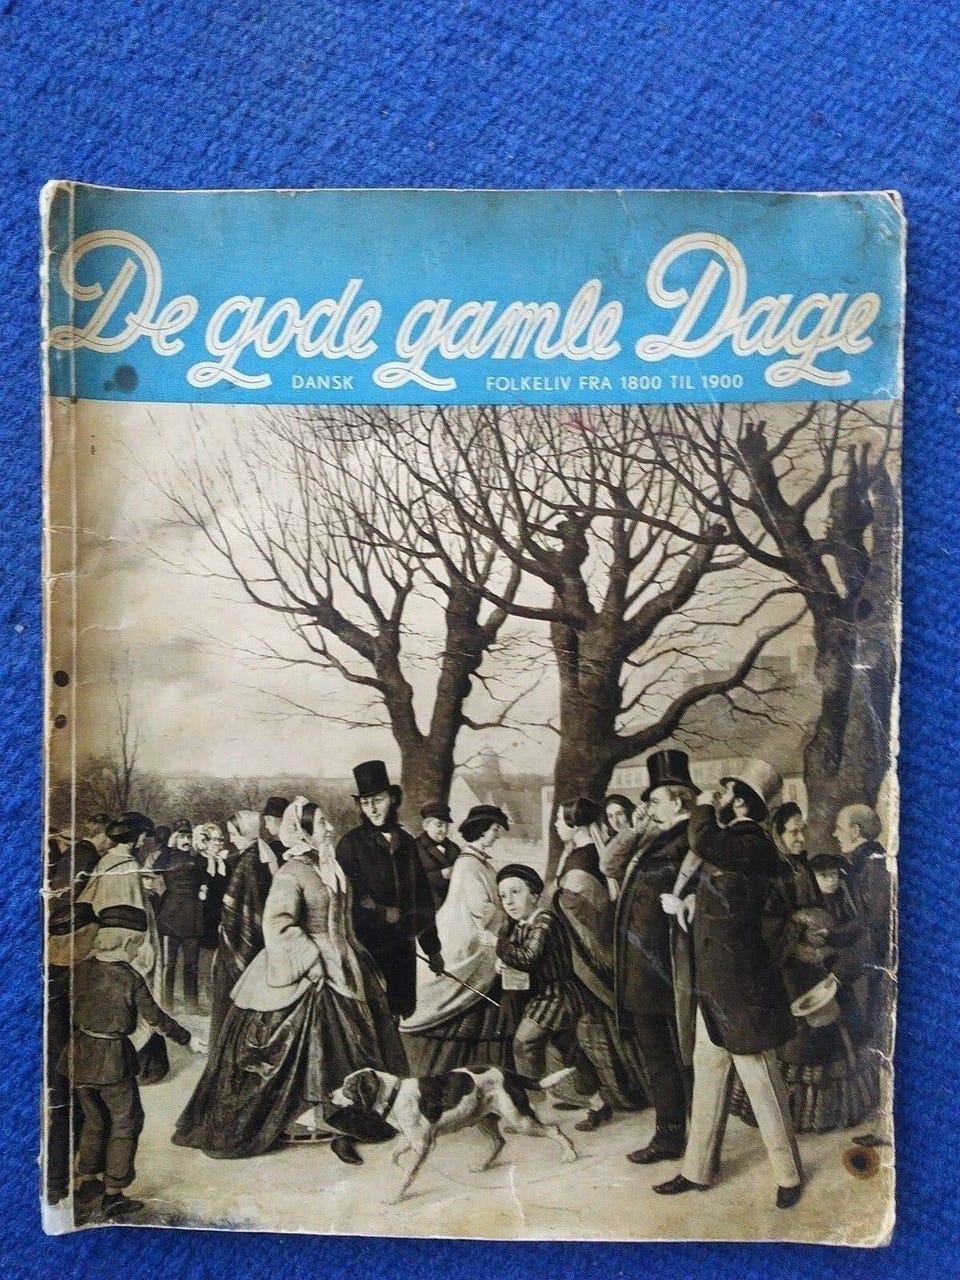 De gode gamle Dage
DANSK FOLKELIV FRA 1800 TIL 1900